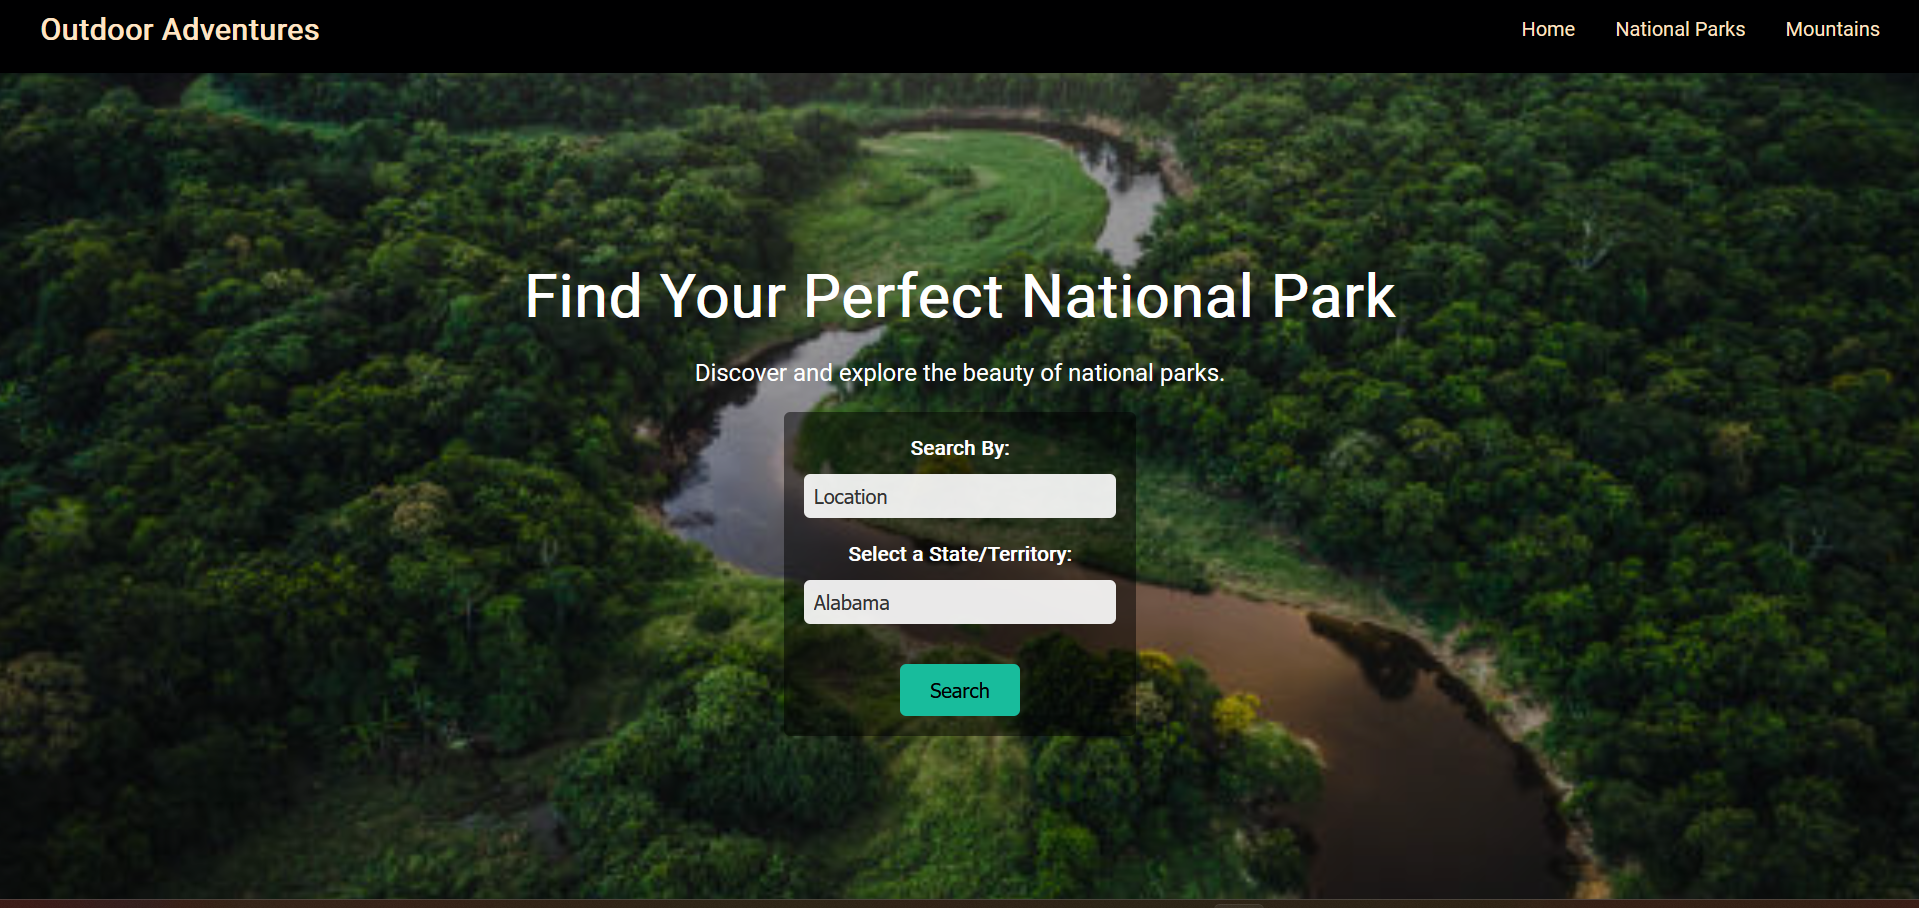 Outdoor Adventures
Home
National Parks
Mountains
Find Your Perfect National Park
Discover and explore the beauty of national parks.
Search By:
Location
Select a State/Territory:
Alabama
Search